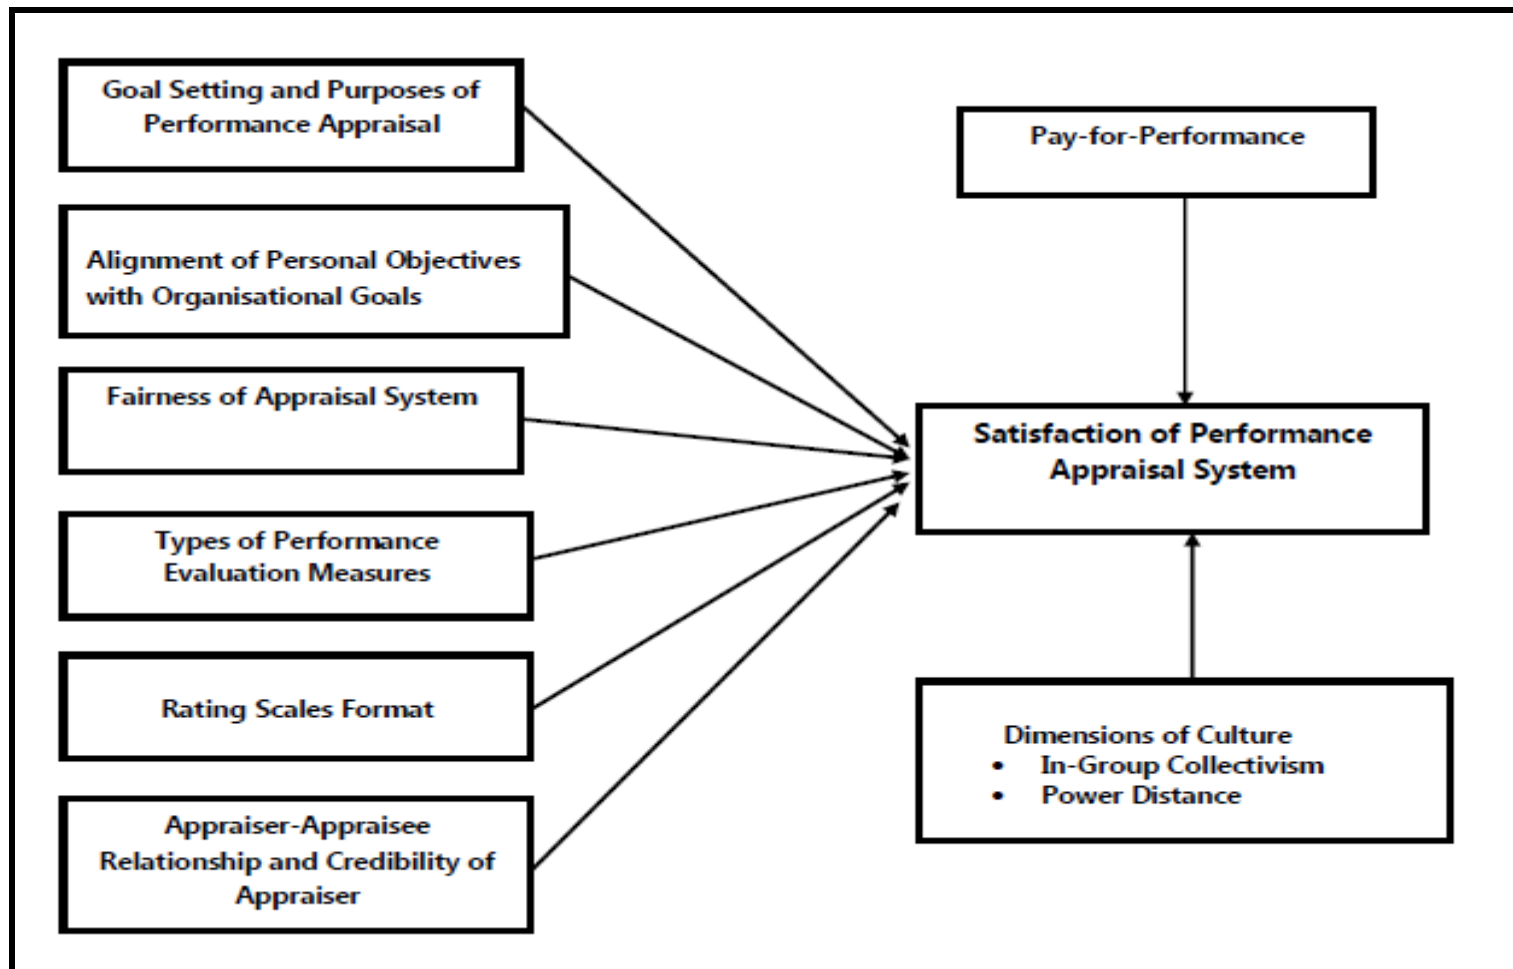 Goal Setting and Purposes of
Performance Appraisal
Alignment of Personal Objectives
with Organisational Goals
Fairness of Appraisal System
Types of Performance
Evaluation Measures
Rating Scales Format
Appraiser-Appraisee
Relationship and Credibility of
Appraiser
Pay-for-Performance
Satisfaction of Performance
Appraisal System
Dimensions of Culture
• In-Group Collectivism
• Power Distance